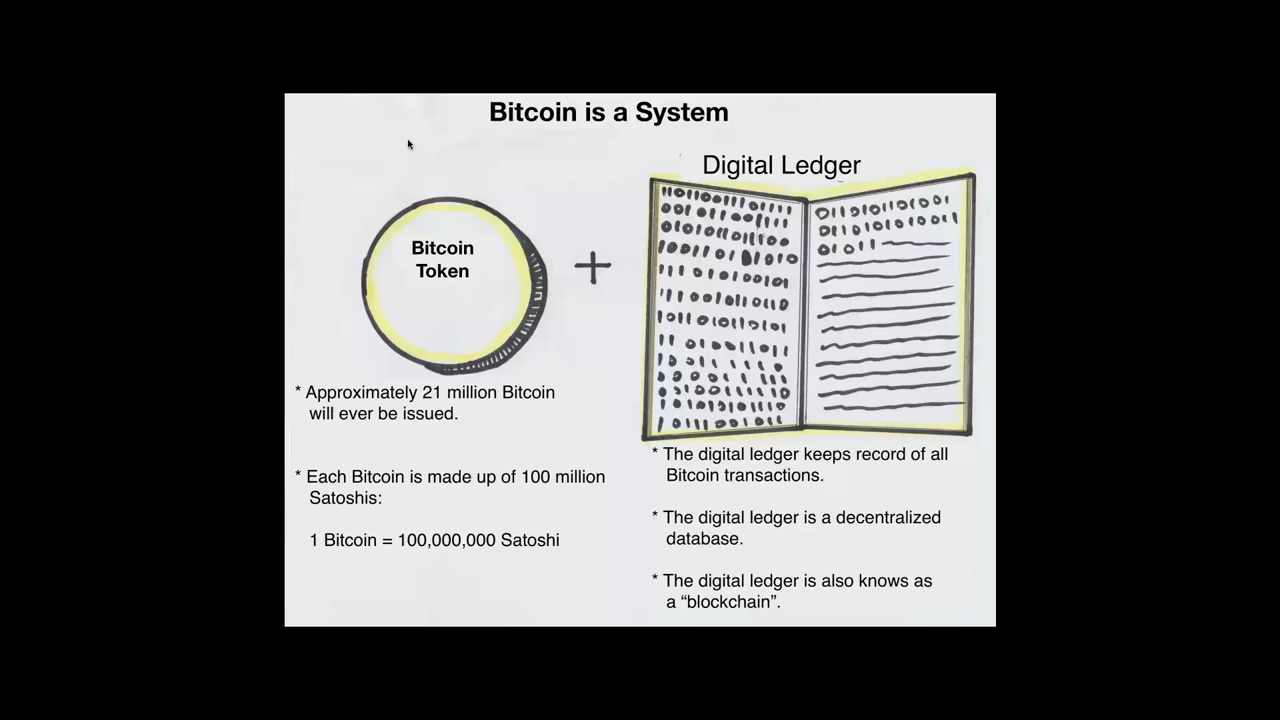 Bitcoin is a System
Bitcoin
Token
* Approximately 21 million Bitcoin
will ever be issued.
* Each Bitcoin is made up of 100 million
Satoshis:
1 Bitcoin = 100,000,000 Satoshi
Digital Ledger
* The digital ledger keeps record of all
Bitcoin transactions.
* The digital ledger is a decentralized
database.
* The digital ledger is also knows as
a “blockchain”.